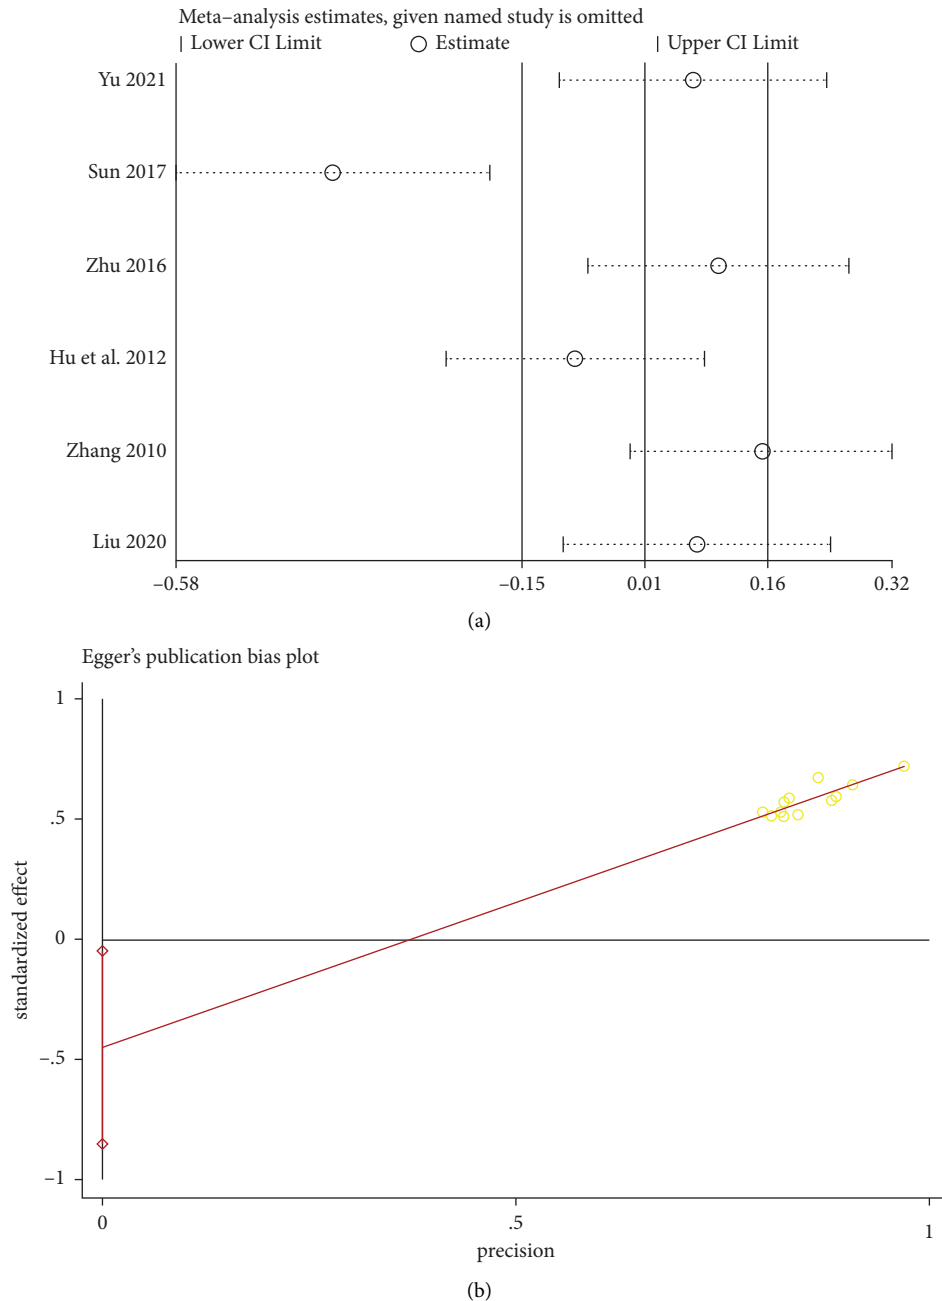 Meta–analysis estimates, given named study is omitted
| Lower CI Limit ○ Estimate | Upper CI Limit
Yu 2021
Sun 2017
Zhu 2016
Hu et al. 2012
Zhang 2010
Liu 2020
–0.58 –0.15 0.01 0.16 0.32
(a)
Egger’s publication bias plot
standardized effect
1
.5
0
–.5
–1
0 .5 1
precision
(b)